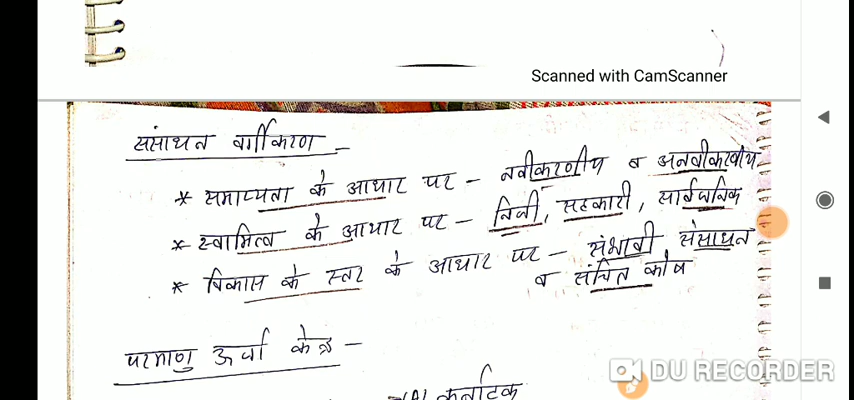 Scanned with CamScanner
संसाधन वर्गीकरण -
* समाप्यता के आधार पर - नवीकरणीय व अनवीकरणीय
* स्वामित्व के आधार पर - निजी, सहकारी, सार्वजनिक
* विकास के स्तर के आधार पर - संभावी संसाधन
व संचित कोष
परमाणु ऊर्जा केन्द्र -
DU RECORDER
कर्नाटक